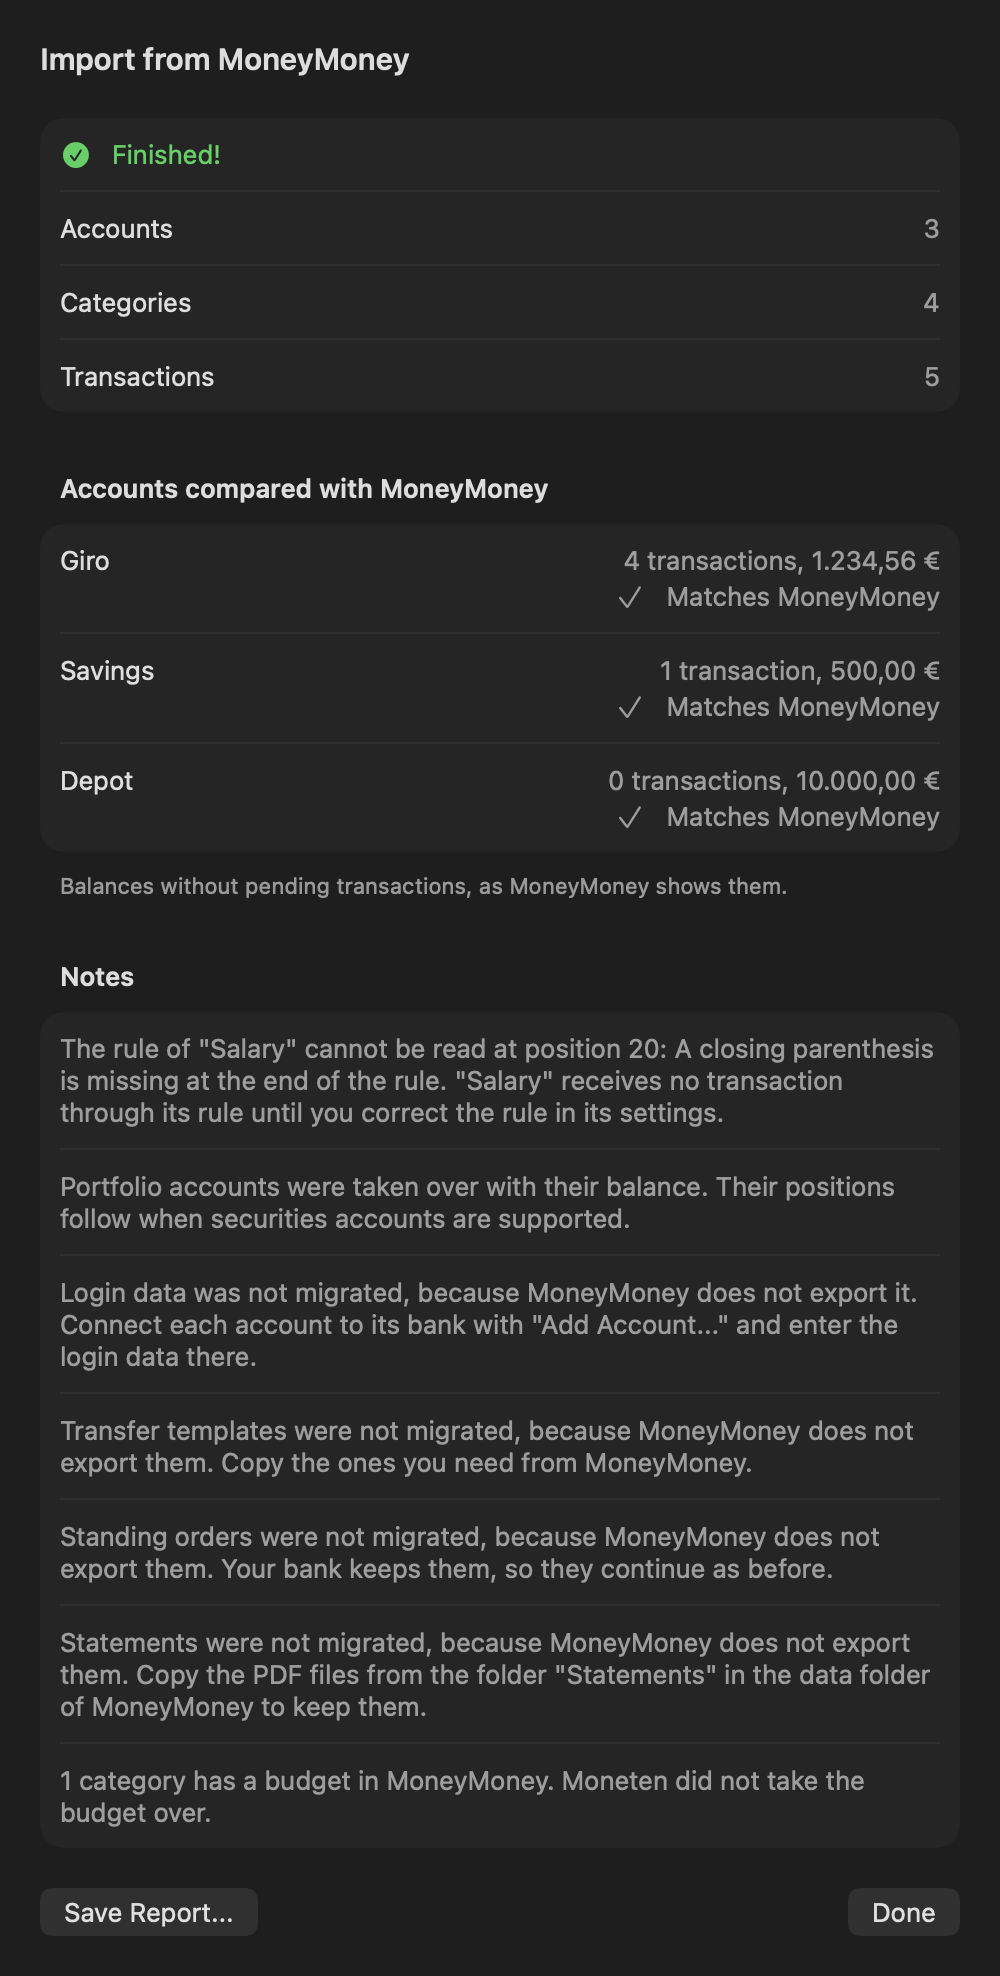 Import from MoneyMoney
Finished!
Accounts 3
Categories 4
Transactions 5
Accounts compared with MoneyMoney
Giro 4 transactions, 1.234,56 €
Matches MoneyMoney
Savings 1 transaction, 500,00 €
Matches MoneyMoney
Depot 0 transactions, 10.000,00 €
Matches MoneyMoney
Balances without pending transactions, as MoneyMoney shows them.
Notes
The rule of "Salary" cannot be read at position 20: A closing parenthesis
is missing at the end of the rule. "Salary" receives no transaction
through its rule until you correct the rule in its settings.
Portfolio accounts were taken over with their balance. Their positions
follow when securities accounts are supported.
Login data was not migrated, because MoneyMoney does not export it.
Connect each account to its bank with "Add Account…" and enter the
login data there.
Transfer templates were not migrated, because MoneyMoney does not
export them. Copy the ones you need from MoneyMoney.
Standing orders were not migrated, because MoneyMoney does not
export them. Your bank keeps them, so they continue as before.
Statements were not migrated, because MoneyMoney does not export
them. Copy the PDF files from the folder "Statements" in the data folder
of MoneyMoney to keep them.
1 category has a budget in MoneyMoney. Moneten did not take the
budget over.
Save Report… Done